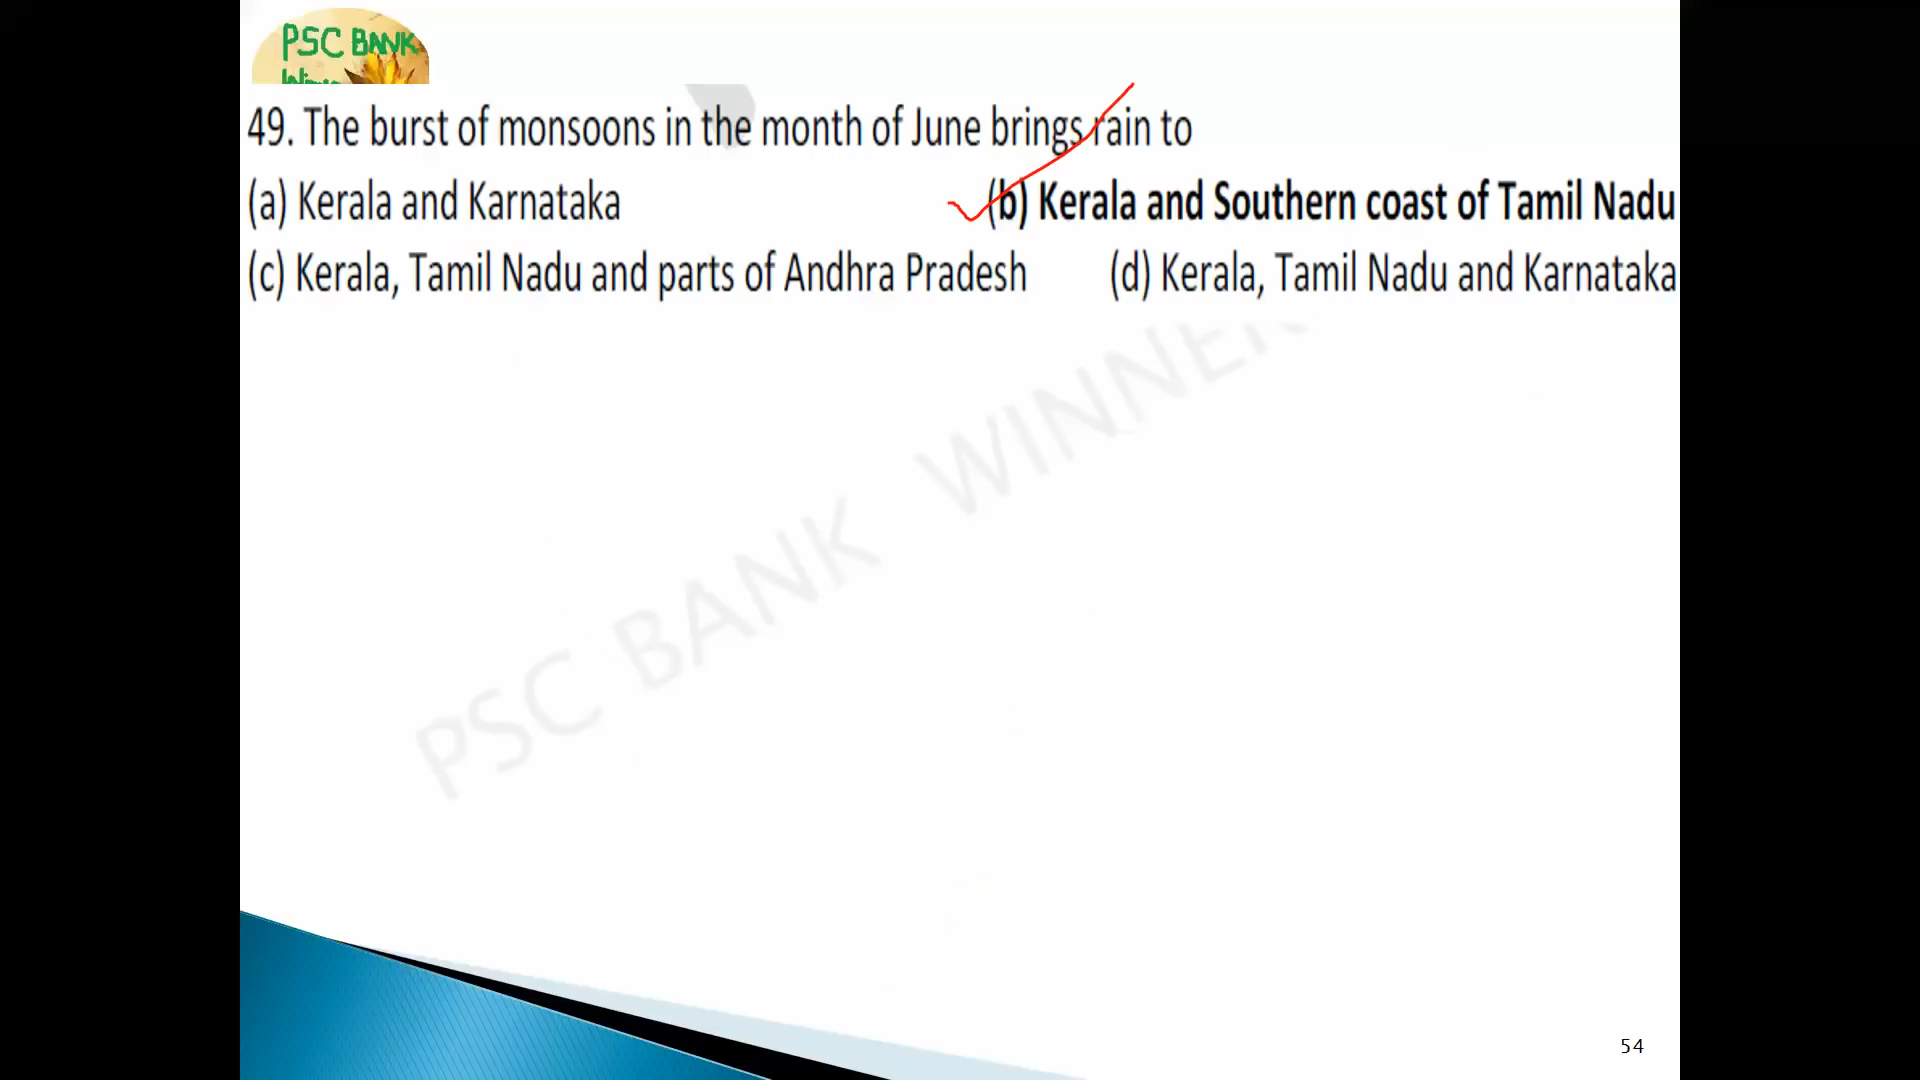 PSC BANK
49. The burst of monsoons in the month of June brings rain to
(a) Kerala and Karnataka (b) Kerala and Southern coast of Tamil Nadu
(c) Kerala, Tamil Nadu and parts of Andhra Pradesh (d) Kerala, Tamil Nadu and Karnataka
PSC BANK WINNER
54